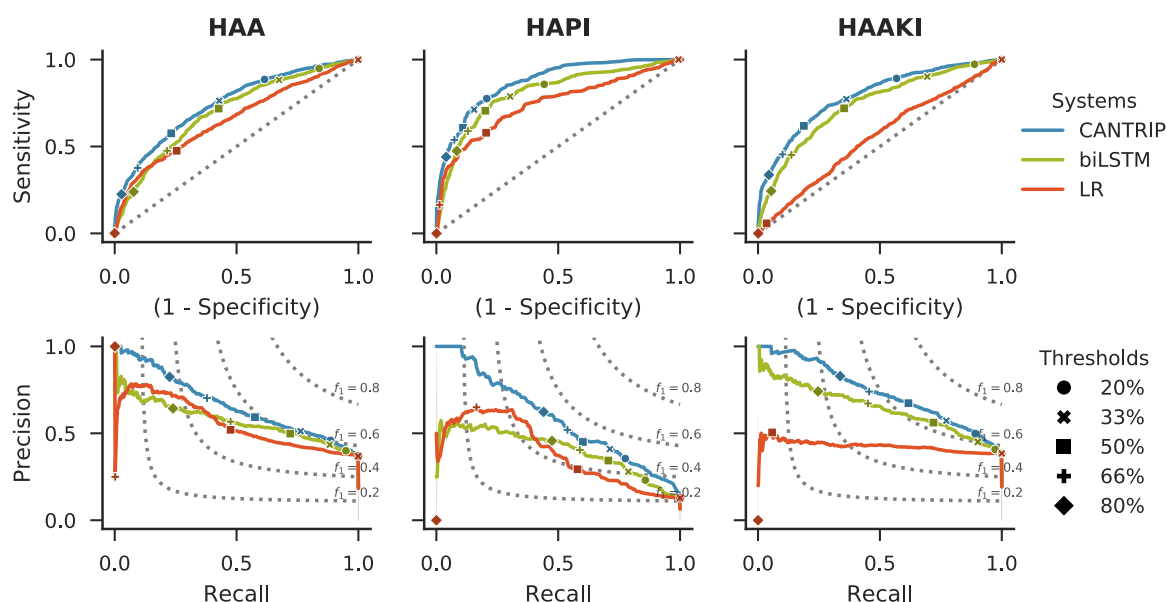 HAA HAPI HAAKI
Sensitivity
1.0
0.5
0.0
0.0 0.5 1.0
(1 - Specificity)
0.0 0.5 1.0
(1 - Specificity)
0.0 0.5 1.0
(1 - Specificity)
Systems
CANTRIP
biLSTM
LR
Precision
1.0
0.5
0.0
f1 = 0.8
f1 = 0.6
f1 = 0.4
f1 = 0.2
0.0 0.5 1.0
Recall
f1 = 0.8
f1 = 0.6
f1 = 0.4
f1 = 0.2
0.0 0.5 1.0
Recall
f1 = 0.8
f1 = 0.6
f1 = 0.4
f1 = 0.2
0.0 0.5 1.0
Recall
Thresholds
20%
33%
50%
66%
80%